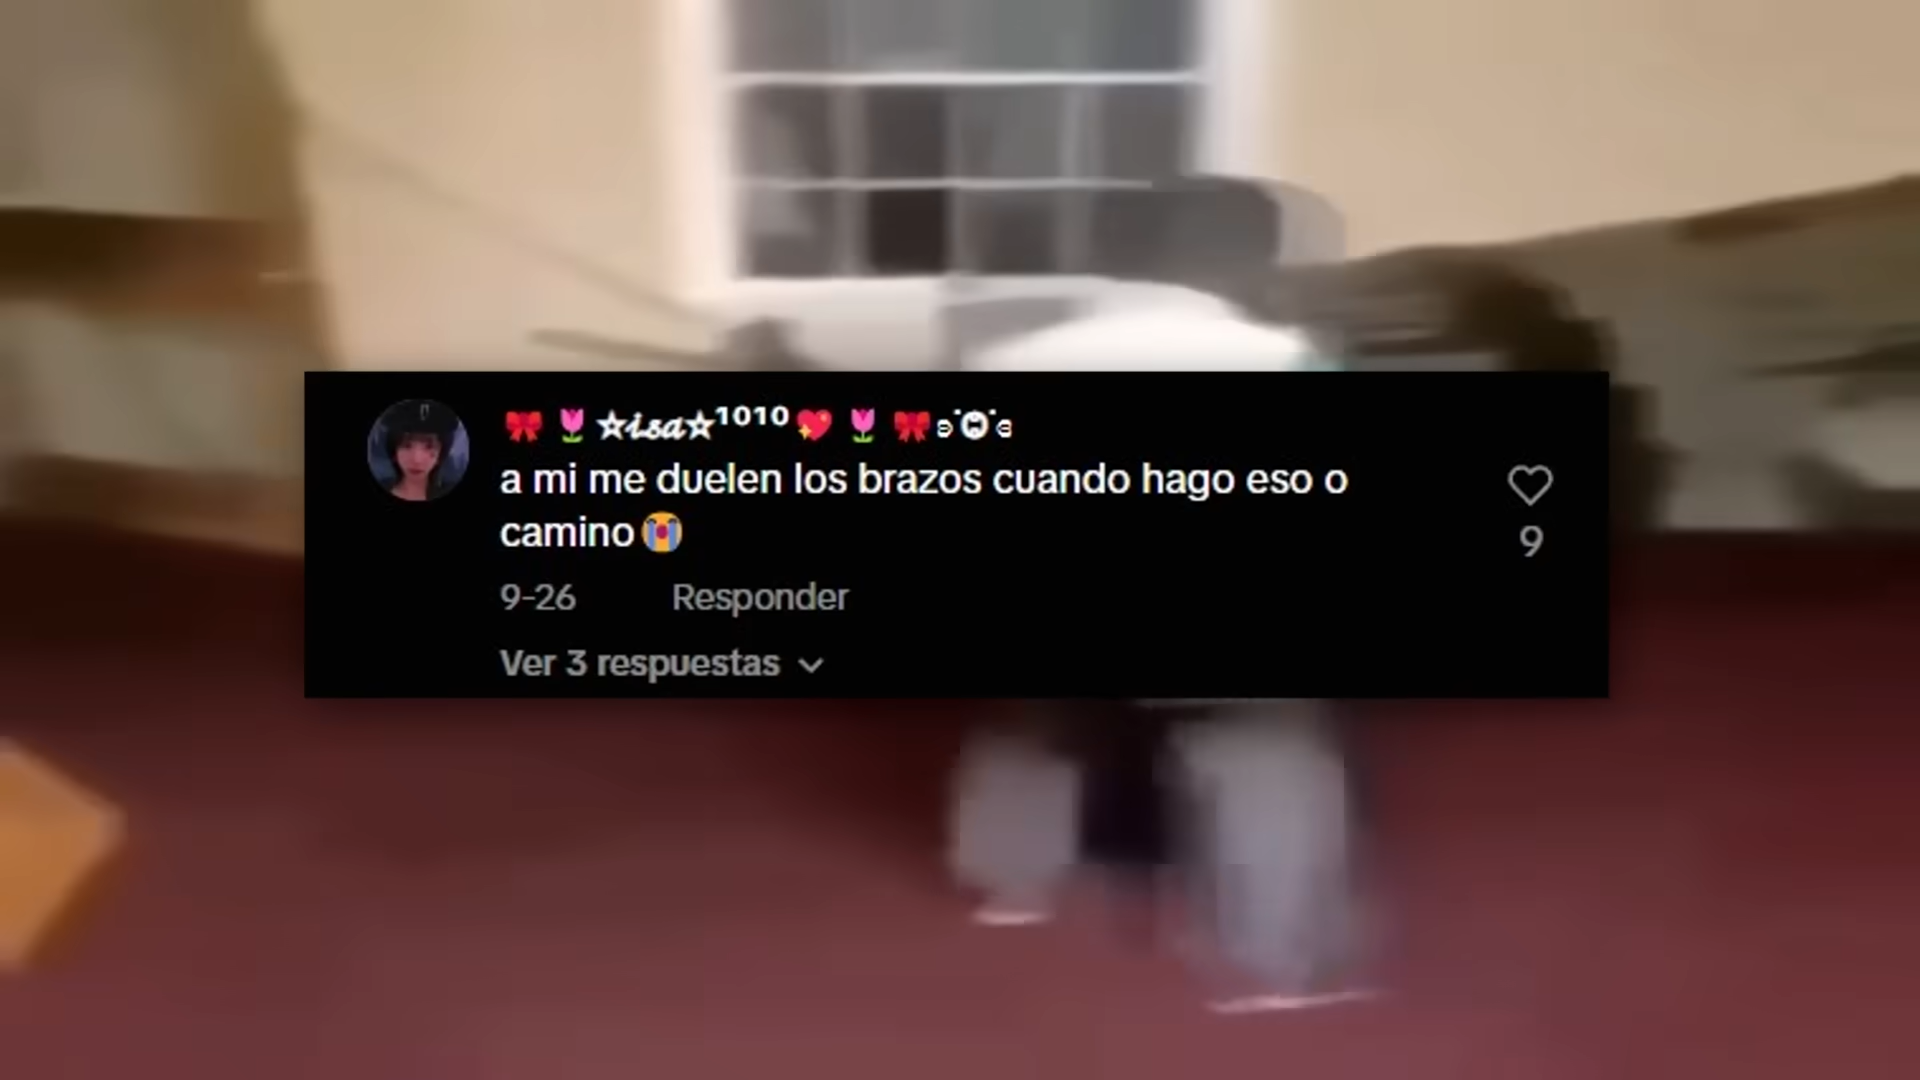 🎀🌷☆𝓲𝓼𝓪☆¹⁰¹⁰💖🌷🎀
a mi me duelen los brazos cuando hago eso o
camino😭
9
9-26 Responder
Ver 3 respuestas